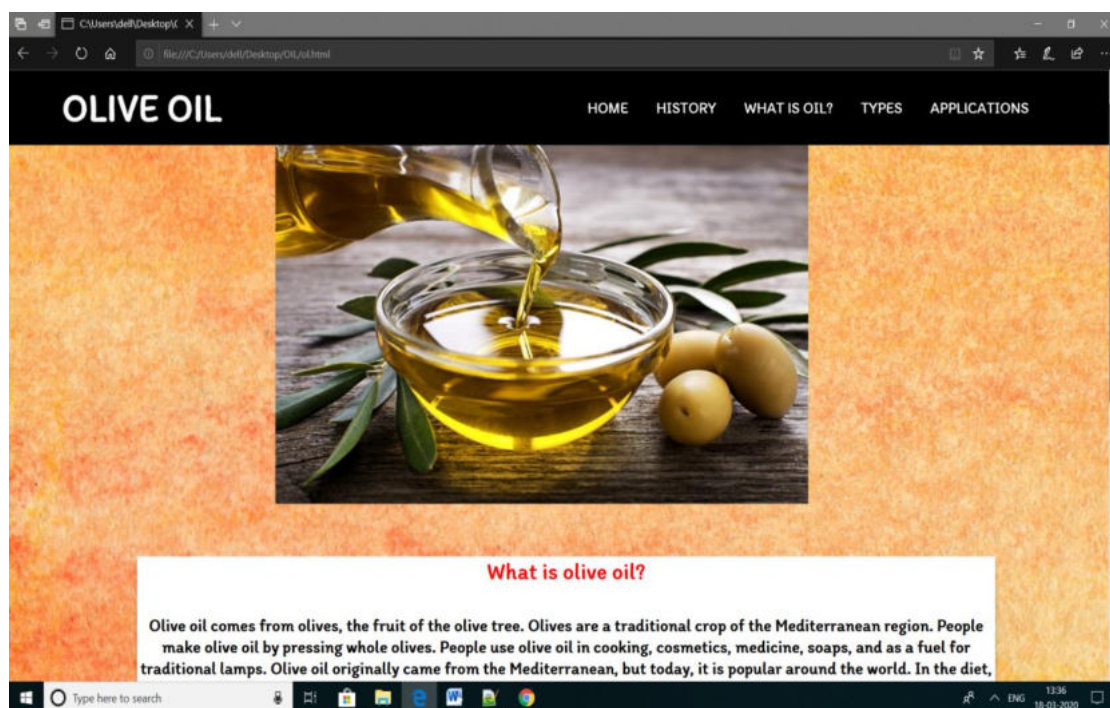 C:\Users\dell\Desktop\(
file:///C:/Users/dell/Desktop/OIL/ol.html
OLIVE OIL
HOME HISTORY WHAT IS OIL? TYPES APPLICATIONS
What is olive oil?
Olive oil comes from olives, the fruit of the olive tree. Olives are a traditional crop of the Mediterranean region. People
make olive oil by pressing whole olives. People use olive oil in cooking, cosmetics, medicine, soaps, and as a fuel for
traditional lamps. Olive oil originally came from the Mediterranean, but today, it is popular around the world. In the diet,
Type here to search
ENG
13:36
18-03-2020